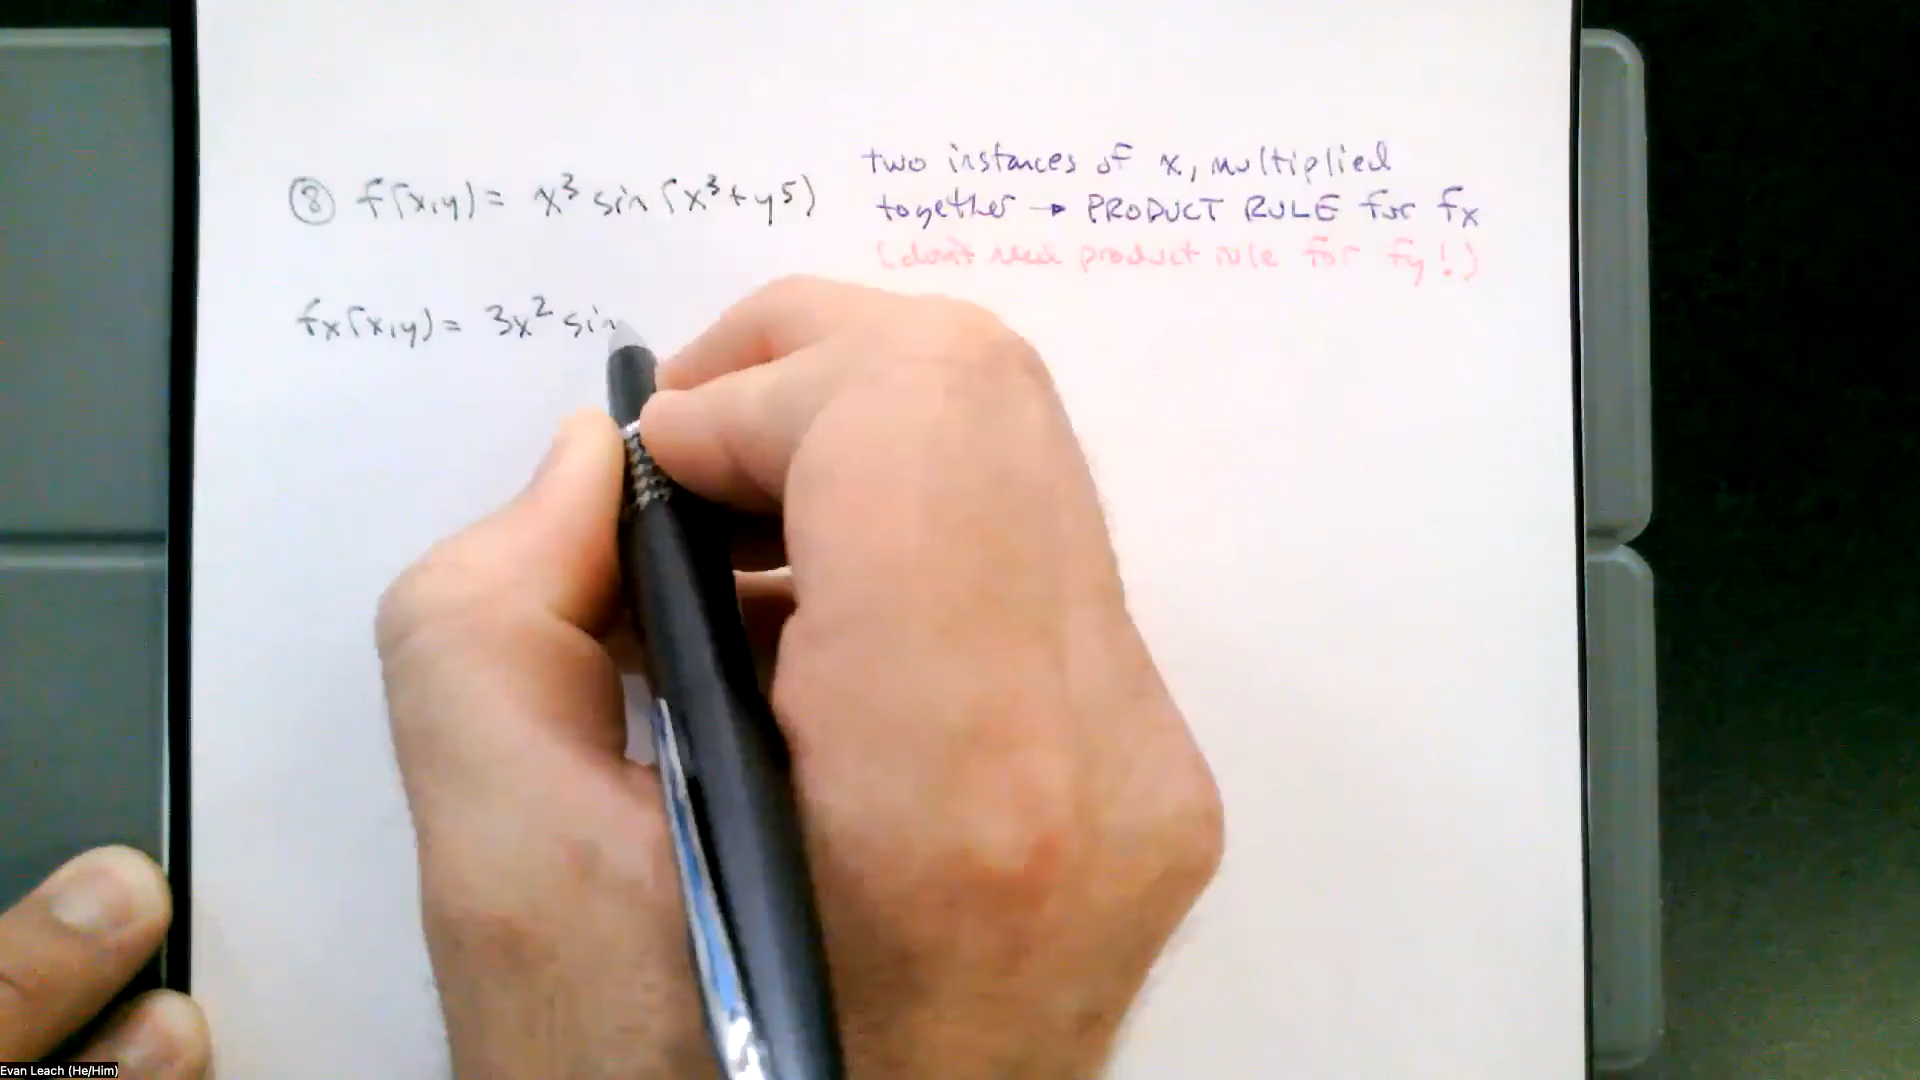 ⑧ f(x,y) = x³ sin(x³+y5)
two instances of x, multiplied
together → PRODUCT RULE for fx
(don't need product rule for fy!)
fx(x,y) = 3x² sin
Evan Leach (He/Him)